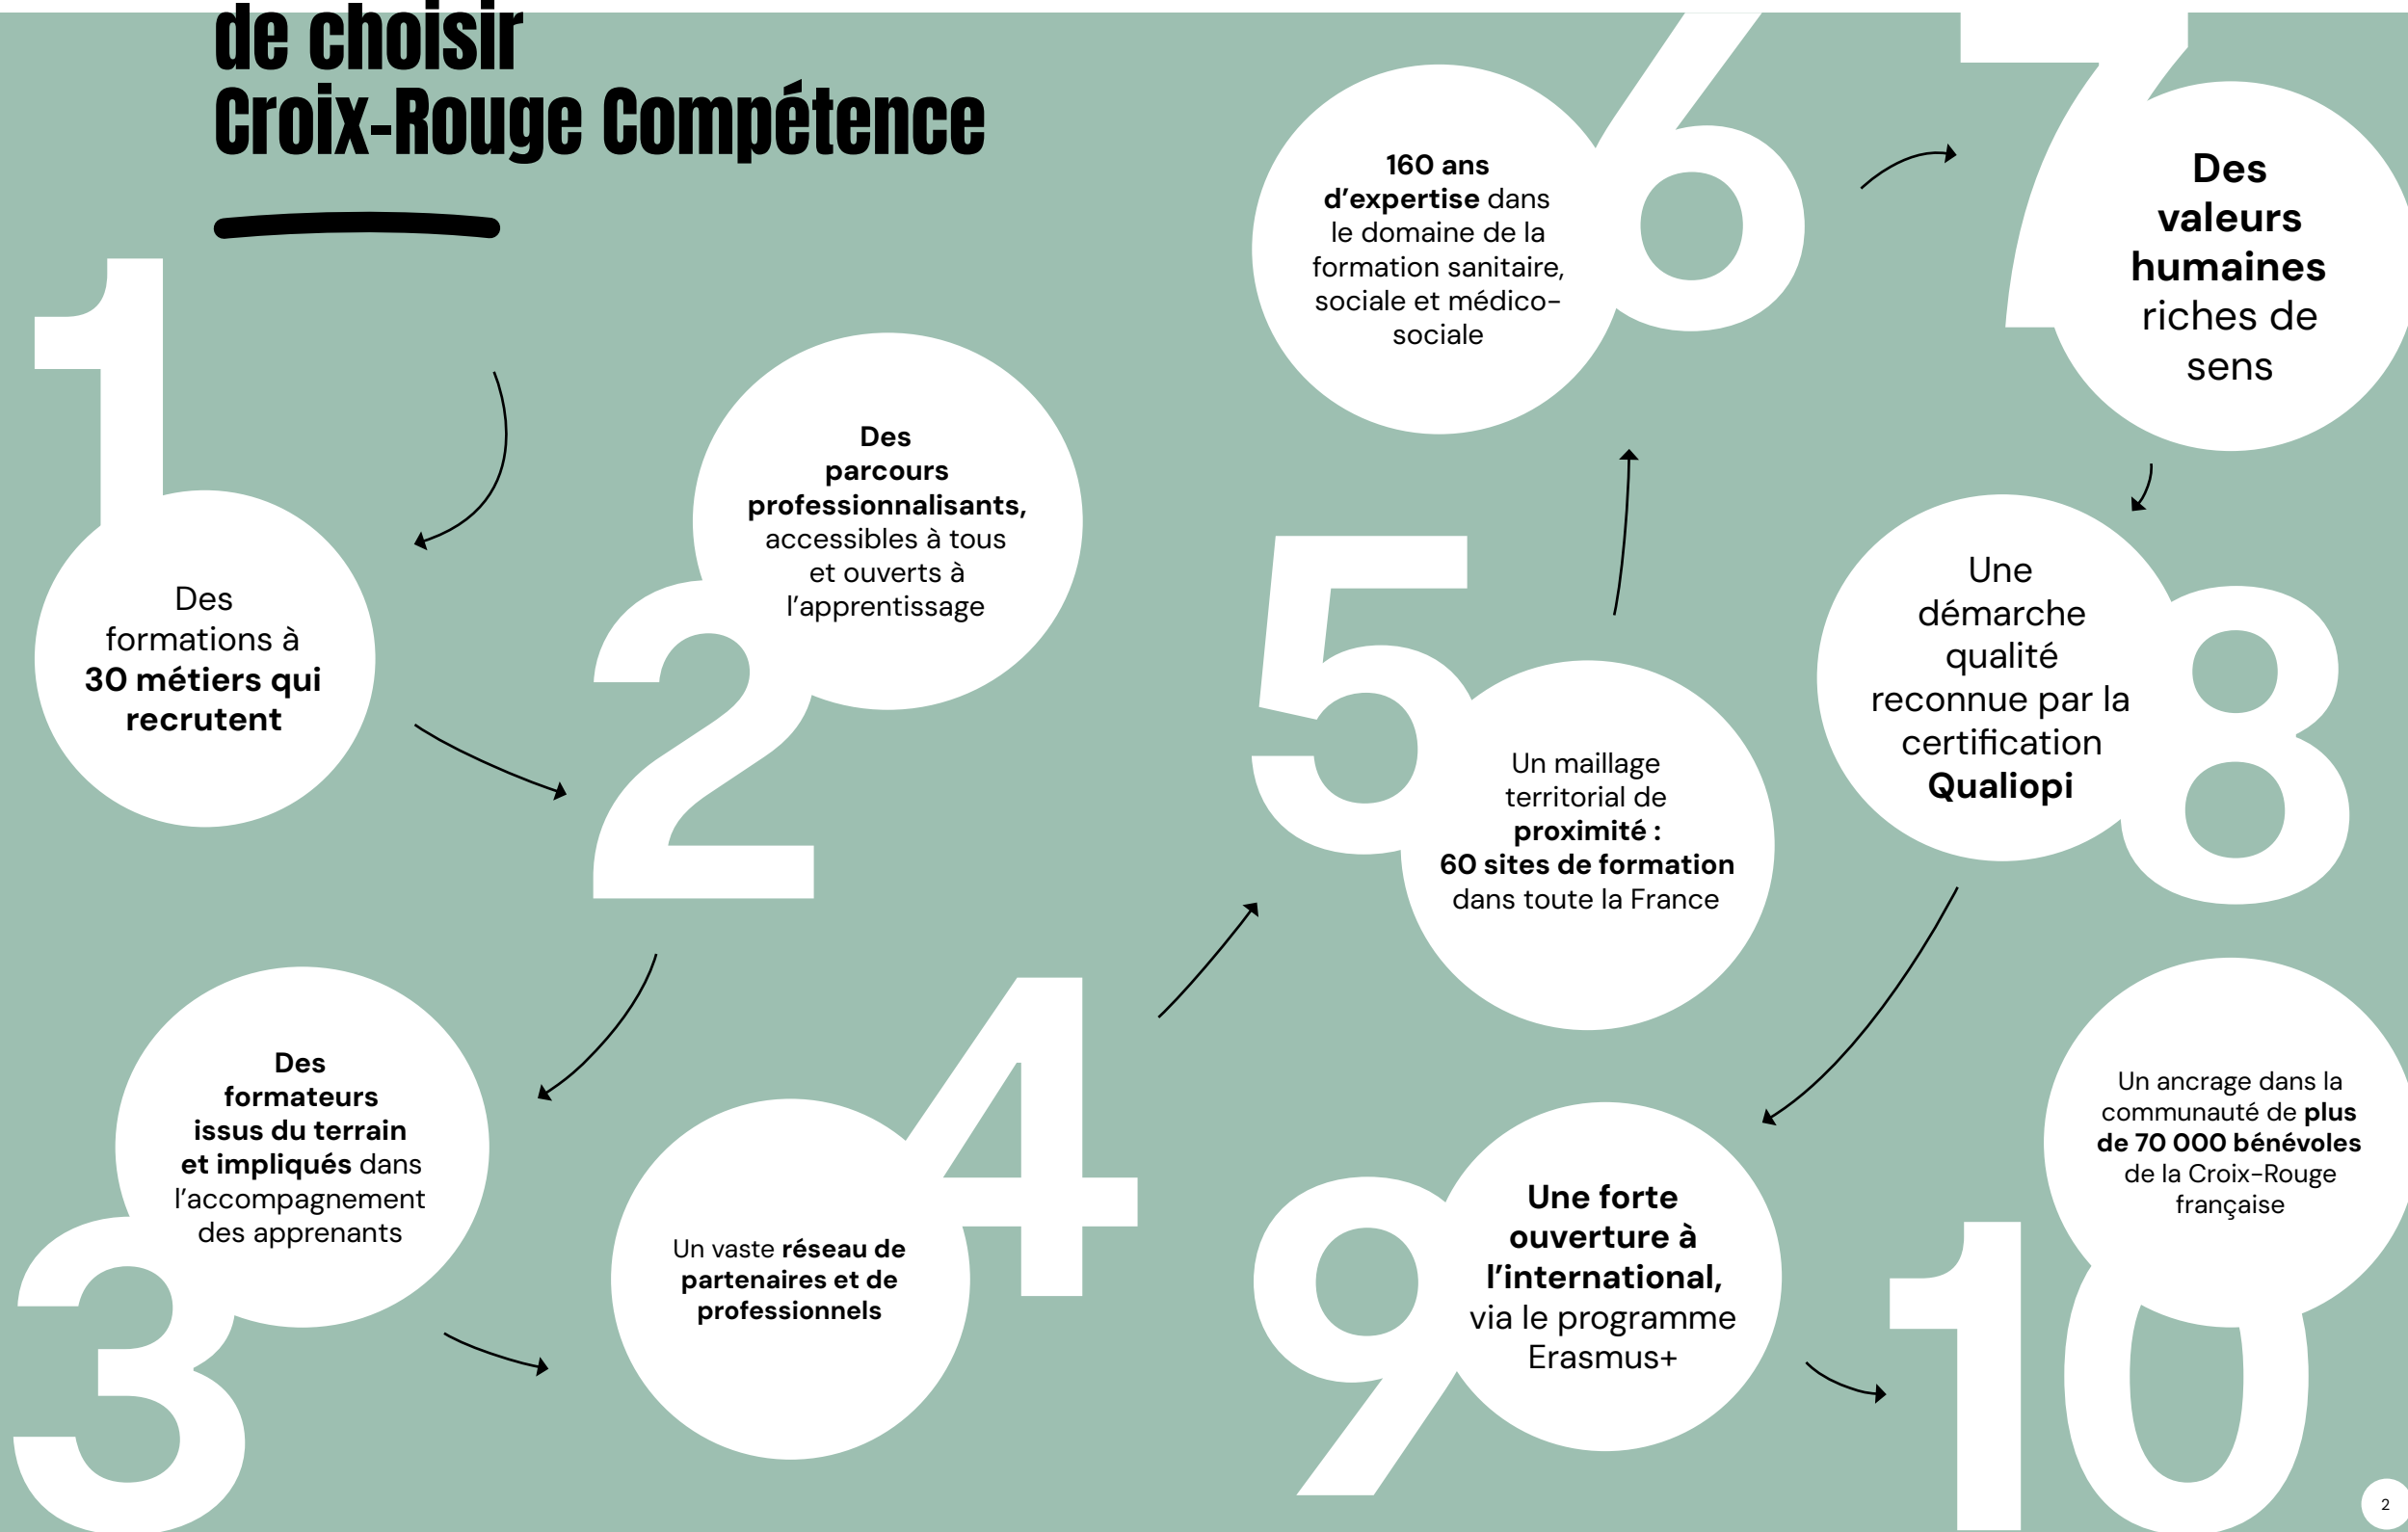 de choisir
Croix-Rouge Compétence
1
Des
formations à
30 métiers qui
recrutent
2
Des
parcours
professionnalisants,
accessibles à tous
et ouverts à
l’apprentissage
3
Des
formateurs
issus du terrain
et impliqués dans
l’accompagnement
des apprenants
4
Un vaste réseau de
partenaires et de
professionnels
5
Un maillage
territorial de
proximité :
60 sites de formation
dans toute la France
6
160 ans
d’expertise dans
le domaine de la
formation sanitaire,
sociale et médico-
sociale
7
Des
valeurs
humaines
riches de
sens
8
Une
démarche
qualité
reconnue par la
certification
Qualiopi
9
Une forte
ouverture à
l’international,
via le programme
Erasmus+
10
Un ancrage dans la
communauté de plus
de 70 000 bénévoles
de la Croix-Rouge
française
2